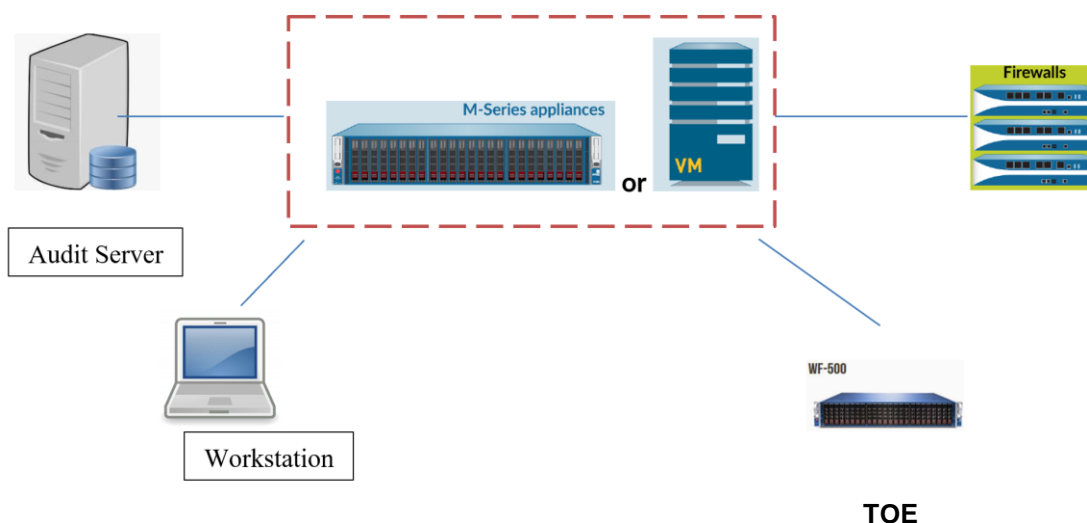 Firewalls
M-Series appliances
or
VM
Audit Server
WF-500
Workstation
TOE